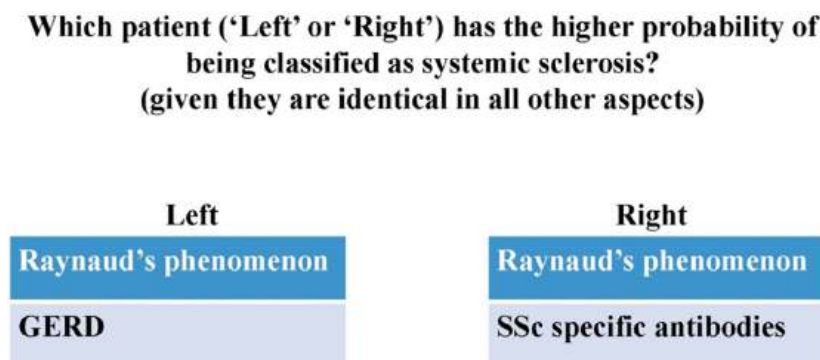 Which patient (‘Left’ or ‘Right’) has the higher probability of
being classified as systemic sclerosis?
(given they are identical in all other aspects)
Left
Raynaud’s phenomenon
GERD
Right
Raynaud’s phenomenon
SSc specific antibodies